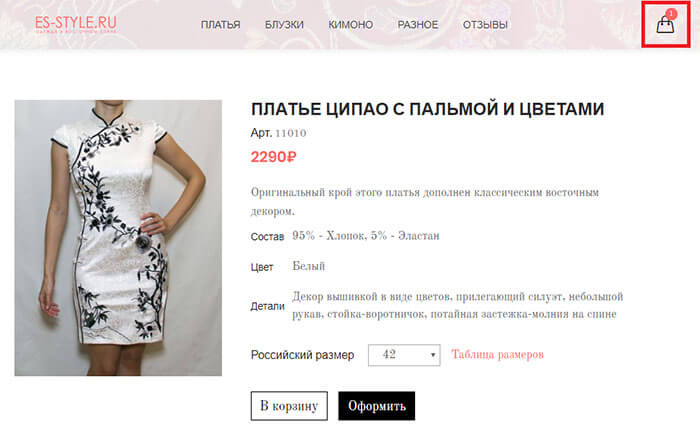 ES-STYLE.RU
ОДЕЖДА В ВОСТОЧНОМ СТИЛЕ
ПЛАТЬЯ БЛУЗКИ КИМОНО РАЗНОЕ ОТЗЫВЫ
1
ПЛАТЬЕ ЦИПАО С ПАЛЬМОЙ И ЦВЕТАМИ
Арт. 11010
2290₽
Оригинальный крой этого платья дополнен классическим восточным
декором.
Состав 95% - Хлопок, 5% - Эластан
Цвет Белый
Детали Декор вышивкой в виде цветов, прилегающий силуэт, небольшой
рукав, стойка-воротничок, потайная застежка-молния на спине
Российский размер 42 Таблица размеров
В корзину Оформить